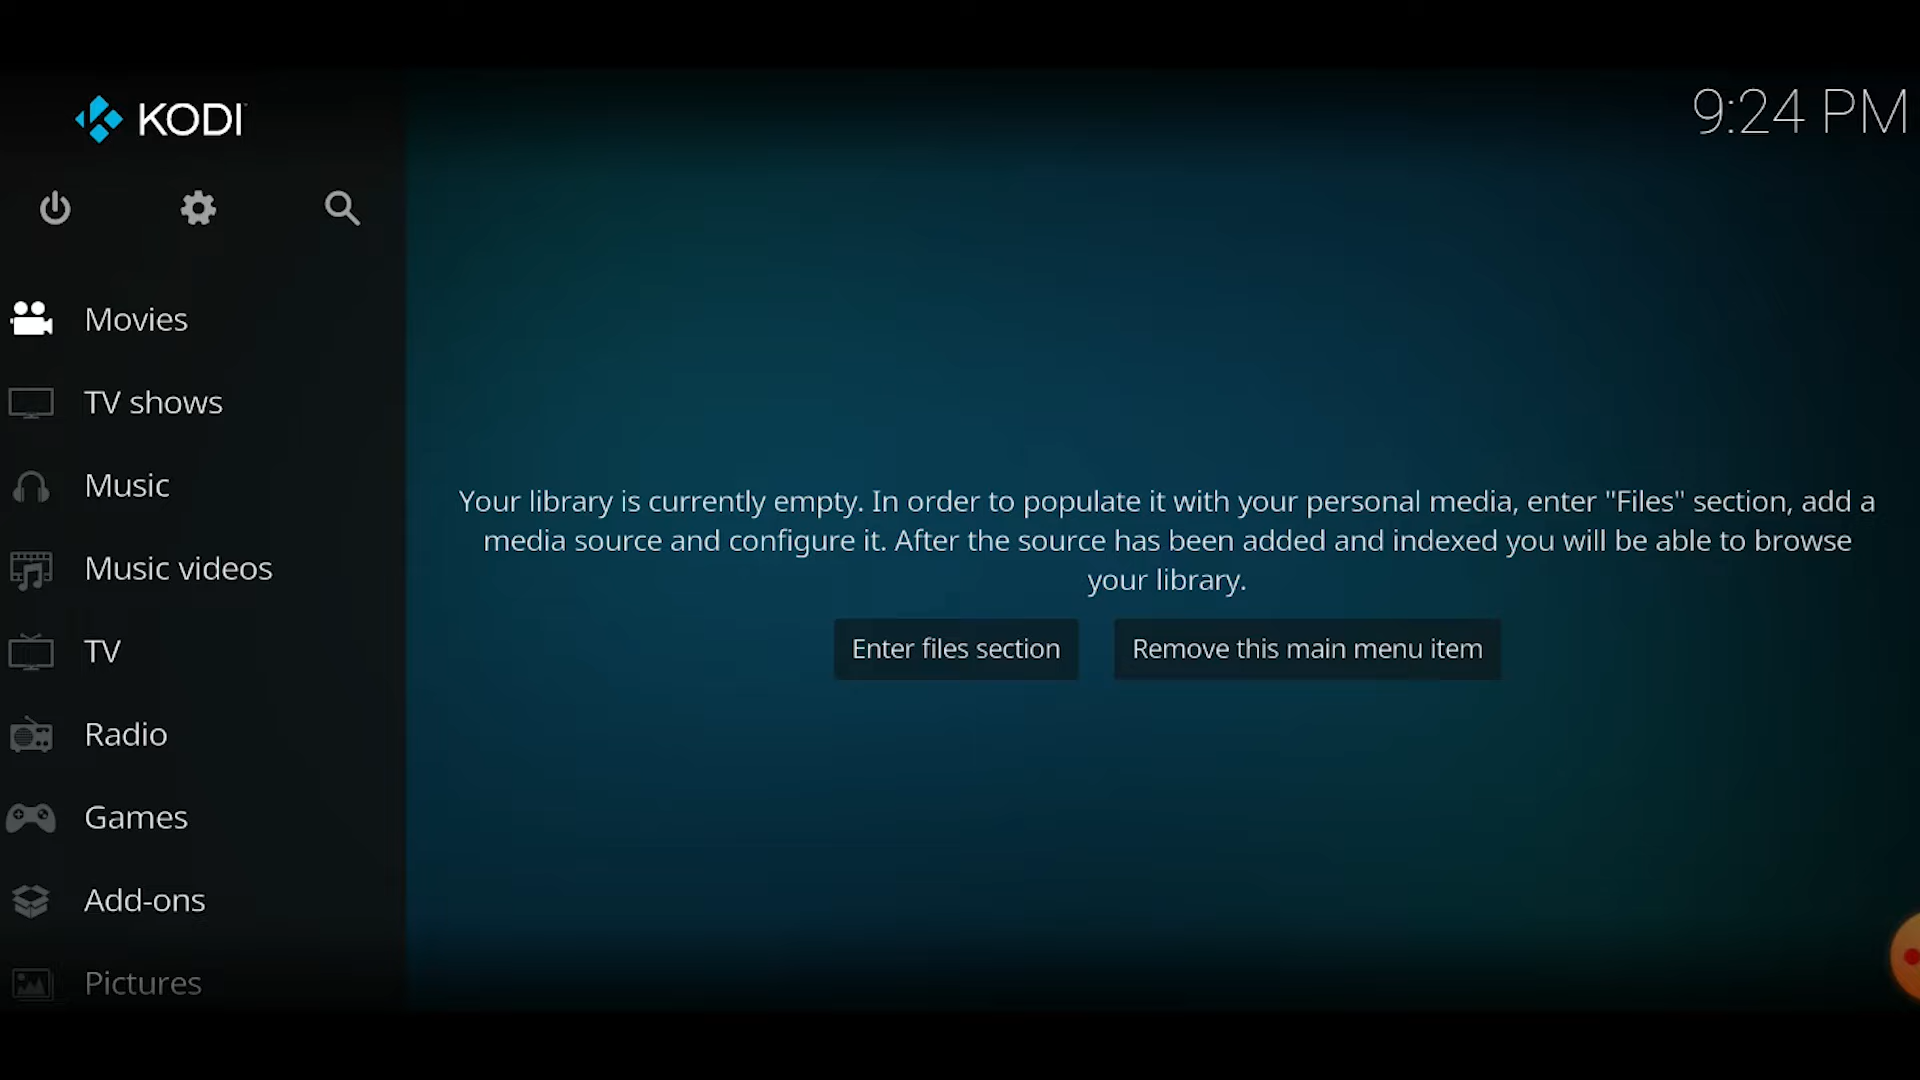 KODI
9:24 PM
Movies
TV shows
Music
Music videos
TV
Radio
Games
Add-ons
Pictures
Your library is currently empty. In order to populate it with your personal media, enter "Files" section, add a
media source and configure it. After the source has been added and indexed you will be able to browse
your library.
Enter files section
Remove this main menu item